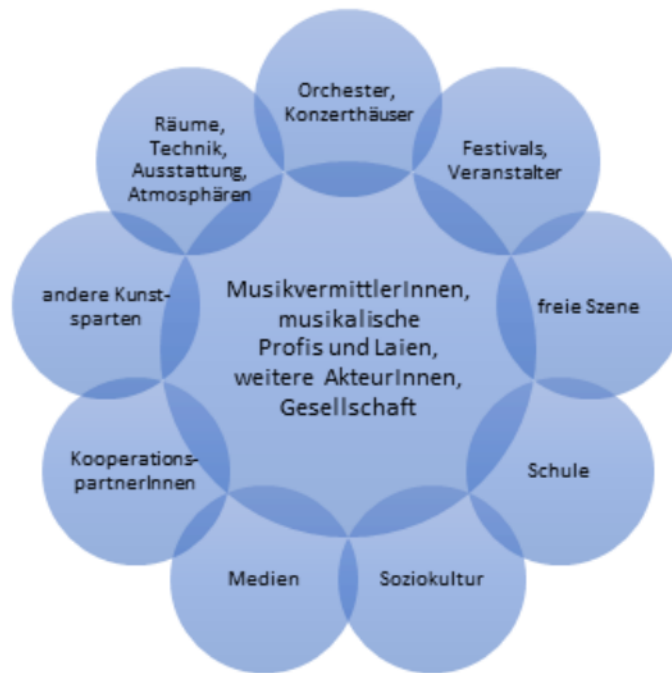 Orchester,
Konzerthäuser
Festivals,
Veranstalter
freie Szene
Schule
Soziokultur
Medien
Kooperations-
partnerInnen
andere Kunst-
sparten
Räume,
Technik,
Ausstattung,
Atmosphären
MusikvermittlerInnen,
musikalische
Profis und Laien,
weitere AkteurInnen,
Gesellschaft